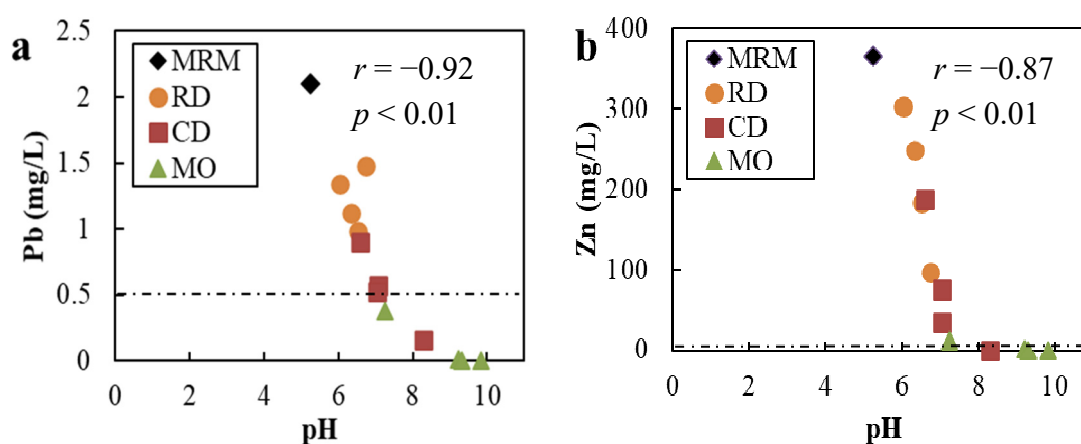 a
2.5
2
1.5
1
0.5
0
Pb (mg/L)
MRM
RD
CD
MO
r = −0.92
p < 0.01
0 2 4 6 8 10
pH
b
400
300
200
100
0
Zn (mg/L)
MRM
RD
CD
MO
r = −0.87
p < 0.01
0 2 4 6 8 10
pH